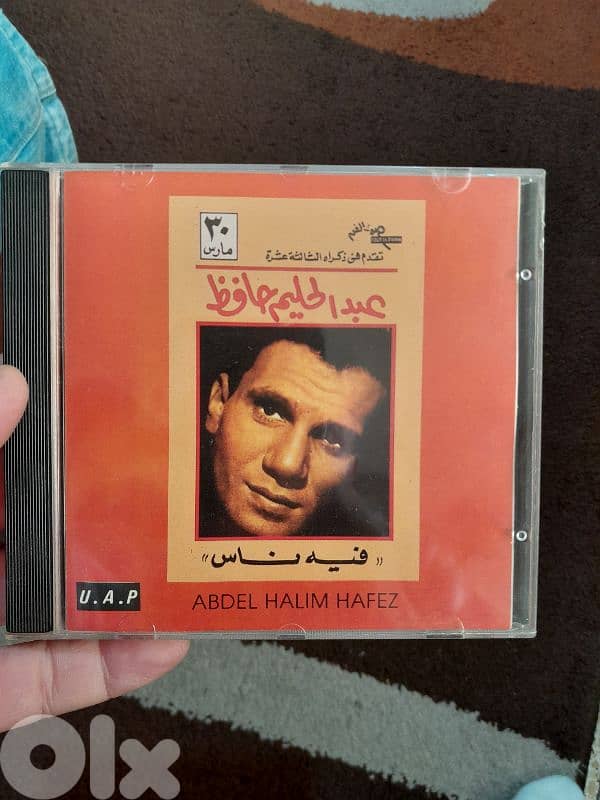 ٣٠
مارس
صوت الفن
تقدم فى ذكراه الثالثة عشرة
عبد الحليم حافظ
« فيه ناس »
U.A.P
ABDEL HALIM HAFEZ
Olx